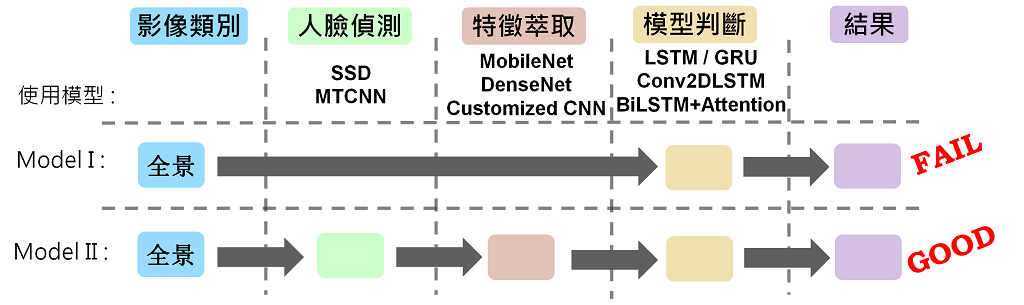 影像類別
人臉偵測
特徵萃取
模型判斷
結果
使用模型 :
SSD
MTCNN
MobileNet
DenseNet
Customized CNN
LSTM / GRU
Conv2DLSTM
BiLSTM+Attention
Model I :
全景
FAIL
Model II :
全景
GOOD